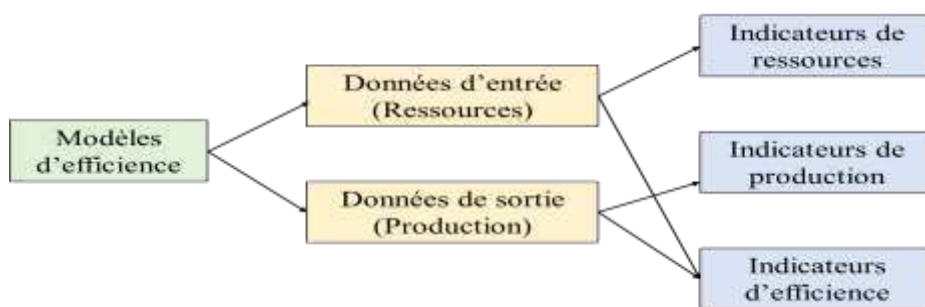 Modèles
d’efficience
Données d’entrée
(Ressources)
Données de sortie
(Production)
Indicateurs de
ressources
Indicateurs de
production
Indicateurs
d’efficience